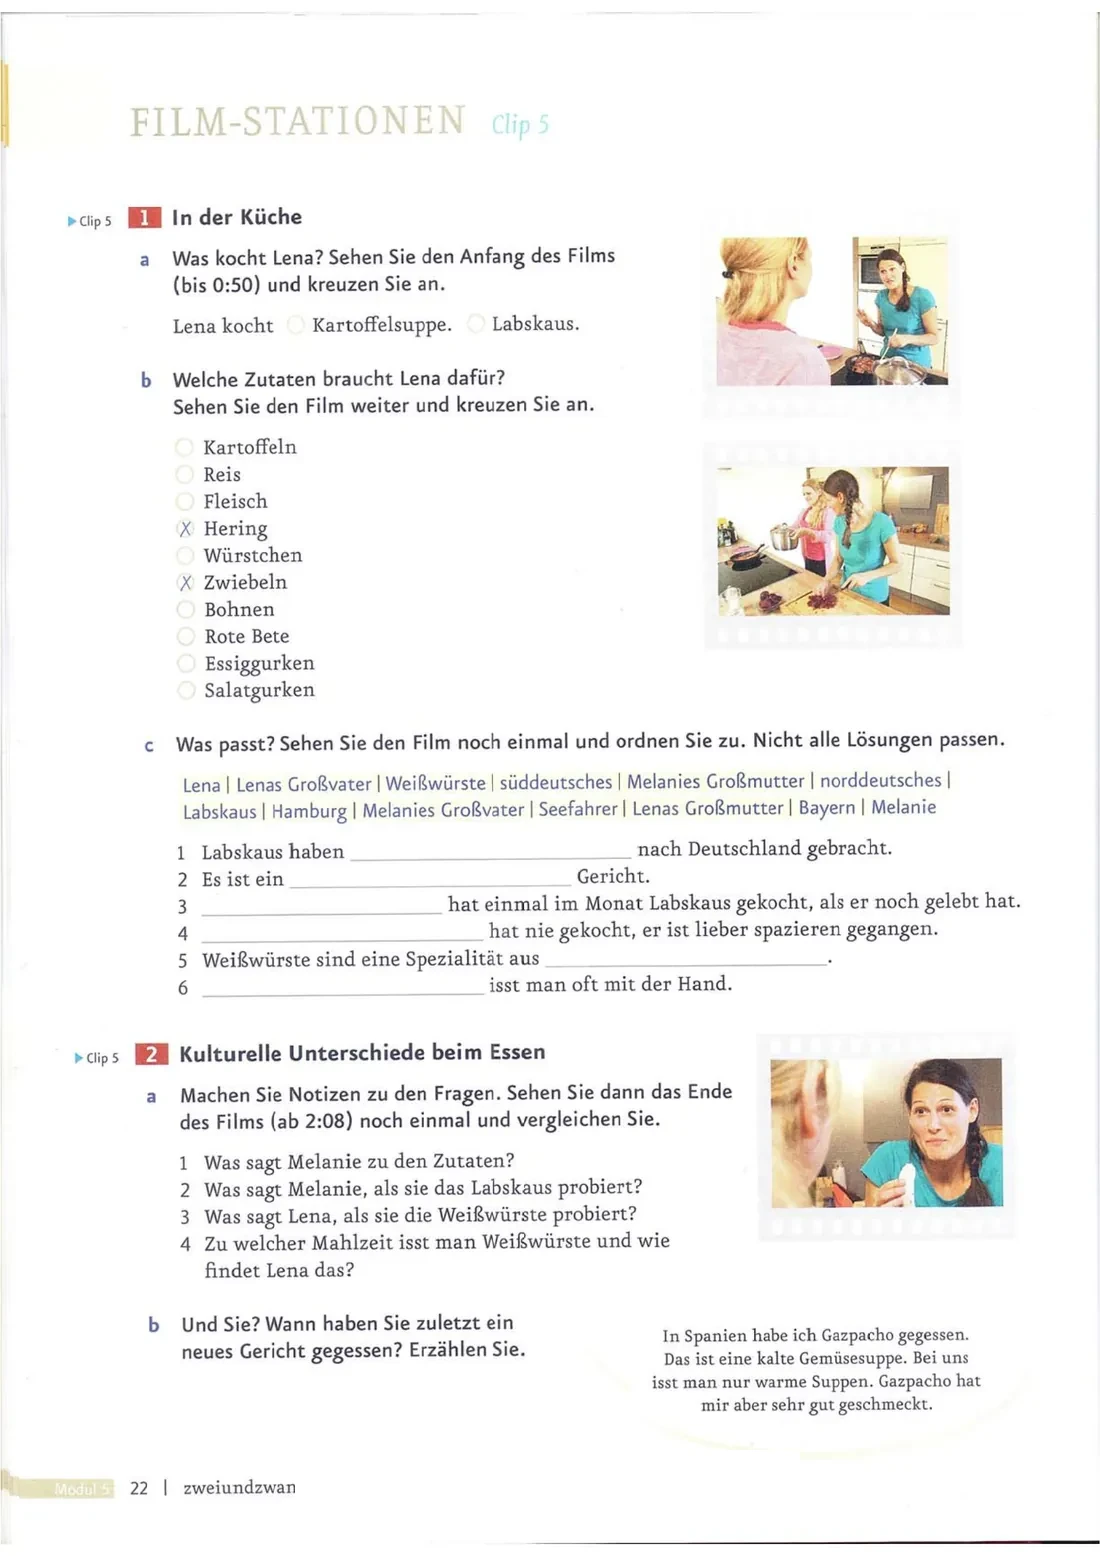 FILM-STATIONEN Clip 5
▶ Clip 5 1 In der Küche
a Was kocht Lena? Sehen Sie den Anfang des Films
(bis 0:50) und kreuzen Sie an.
Lena kocht ○ Kartoffelsuppe. ○ Labskaus.
b Welche Zutaten braucht Lena dafür?
Sehen Sie den Film weiter und kreuzen Sie an.
○ Kartoffeln
○ Reis
○ Fleisch
X Hering
○ Würstchen
X Zwiebeln
○ Bohnen
○ Rote Bete
○ Essiggurken
○ Salatgurken
c Was passt? Sehen Sie den Film noch einmal und ordnen Sie zu. Nicht alle Lösungen passen.
Lena | Lenas Großvater | Weißwürste | süddeutsches | Melanies Großmutter | norddeutsches |
Labskaus | Hamburg | Melanies Großvater | Seefahrer | Lenas Großmutter | Bayern | Melanie
1 Labskaus haben ____ nach Deutschland gebracht.
2 Es ist ein ____ Gericht.
3 ____ hat einmal im Monat Labskaus gekocht, als er noch gelebt hat.
4 ____ hat nie gekocht, er ist lieber spazieren gegangen.
5 Weißwürste sind eine Spezialität aus ____.
6 ____ isst man oft mit der Hand.
▶ Clip 5 2 Kulturelle Unterschiede beim Essen
a Machen Sie Notizen zu den Fragen. Sehen Sie dann das Ende
des Films (ab 2:08) noch einmal und vergleichen Sie.
1 Was sagt Melanie zu den Zutaten?
2 Was sagt Melanie, als sie das Labskaus probiert?
3 Was sagt Lena, als sie die Weißwürste probiert?
4 Zu welcher Mahlzeit isst man Weißwürste und wie
findet Lena das?
b Und Sie? Wann haben Sie zuletzt ein
neues Gericht gegessen? Erzählen Sie.
In Spanien habe ich Gazpacho gegessen.
Das ist eine kalte Gemüsesuppe. Bei uns
isst man nur warme Suppen. Gazpacho hat
mir aber sehr gut geschmeckt.
Modul 5 22 | zweiundzwan